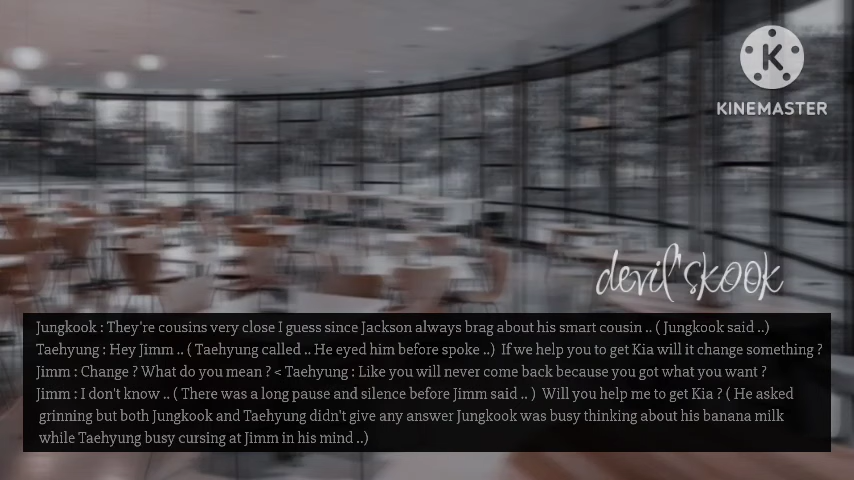 KINEMASTER
devil'skook
Jungkook : They're cousins very close I guess since Jackson always brag about his smart cousin .. ( Jungkook said ..)
Taehyung : Hey Jimm .. ( Taehyung called .. He eyed him before spoke ..)  If we help you to get Kia will it change something ?
Jimm : Change ? What do you mean ? < Taehyung : Like you will never come back because you got what you want ?
Jimm : I don't know .. ( There was a long pause and silence before Jimm said .. )  Will you help me to get Kia ? ( He asked
grinning but both Jungkook and Taehyung didn't give any answer Jungkook was busy thinking about his banana milk
while Taehyung busy cursing at Jimm in his mind ..)